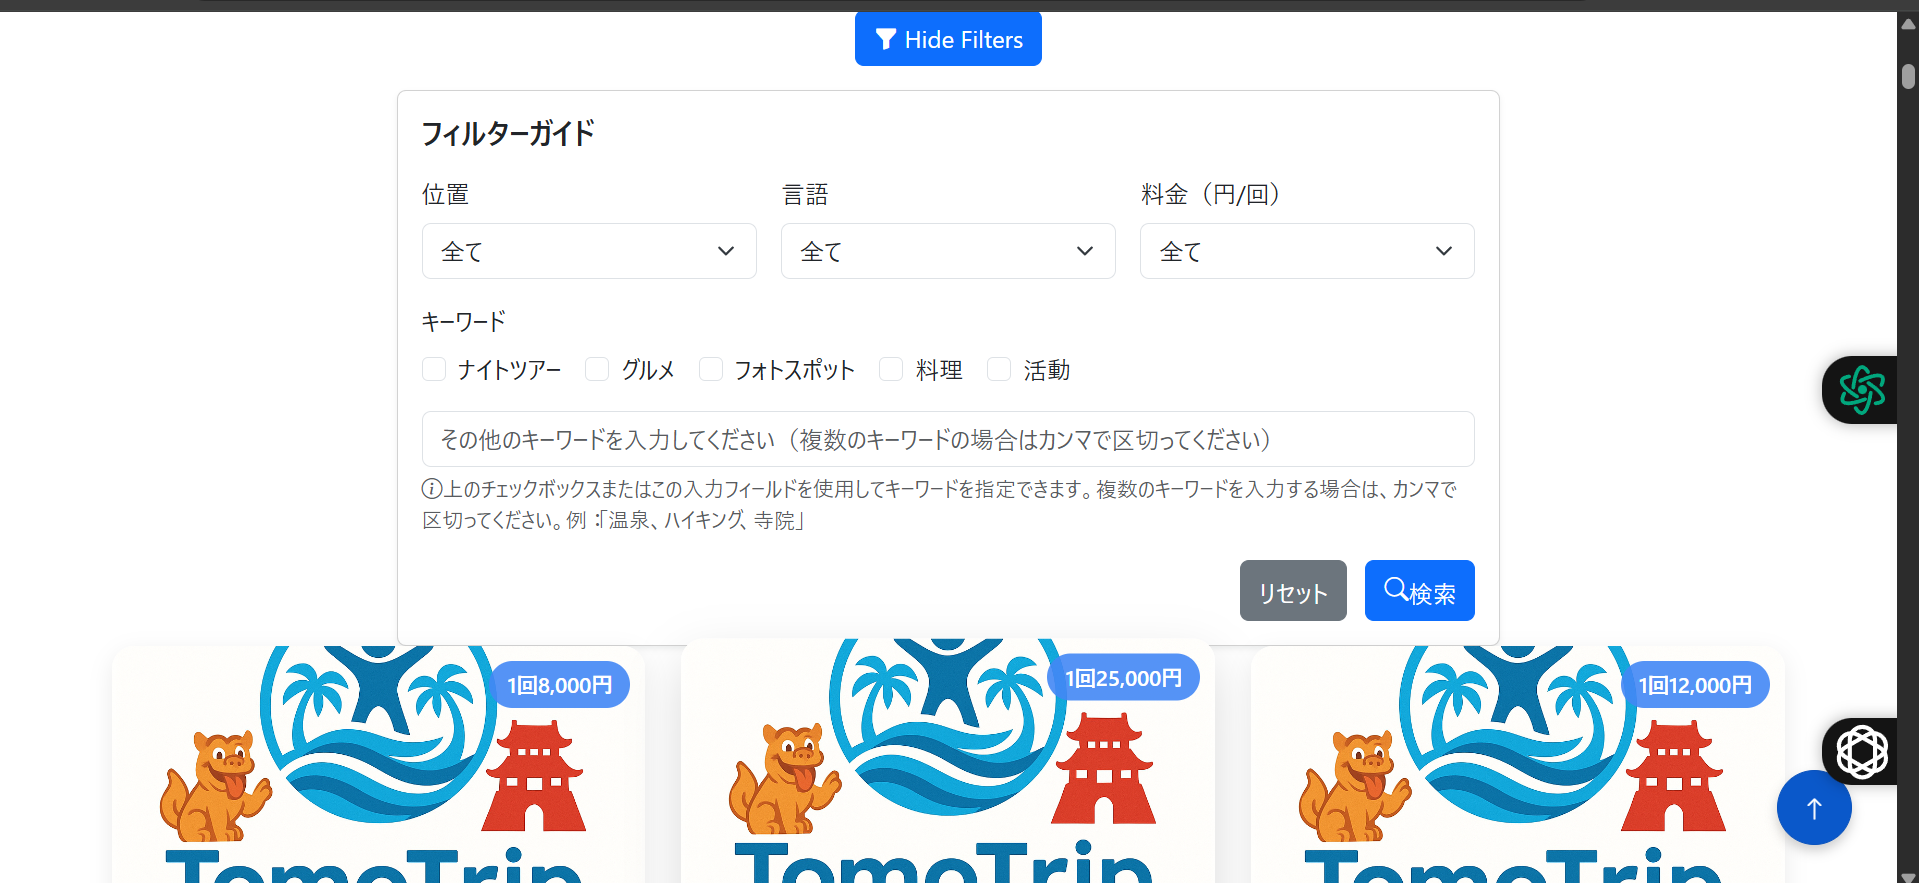 Hide Filters
フィルターガイド
位置
言語
料金（円/回）
全て
全て
全て
キーワード
ナイトツアー
グルメ
フォトスポット
料理
活動
その他のキーワードを入力してください（複数のキーワードの場合はカンマで区切ってください）
上のチェックボックスまたはこの入力フィールドを使用してキーワードを指定できます。複数のキーワードを入力する場合は、カンマで
区切ってください。例：「温泉、ハイキング、寺院」
リセット
検索
1回8,000円
1回25,000円
1回12,000円
TomoTrip
TomoTrip
TomoTrip